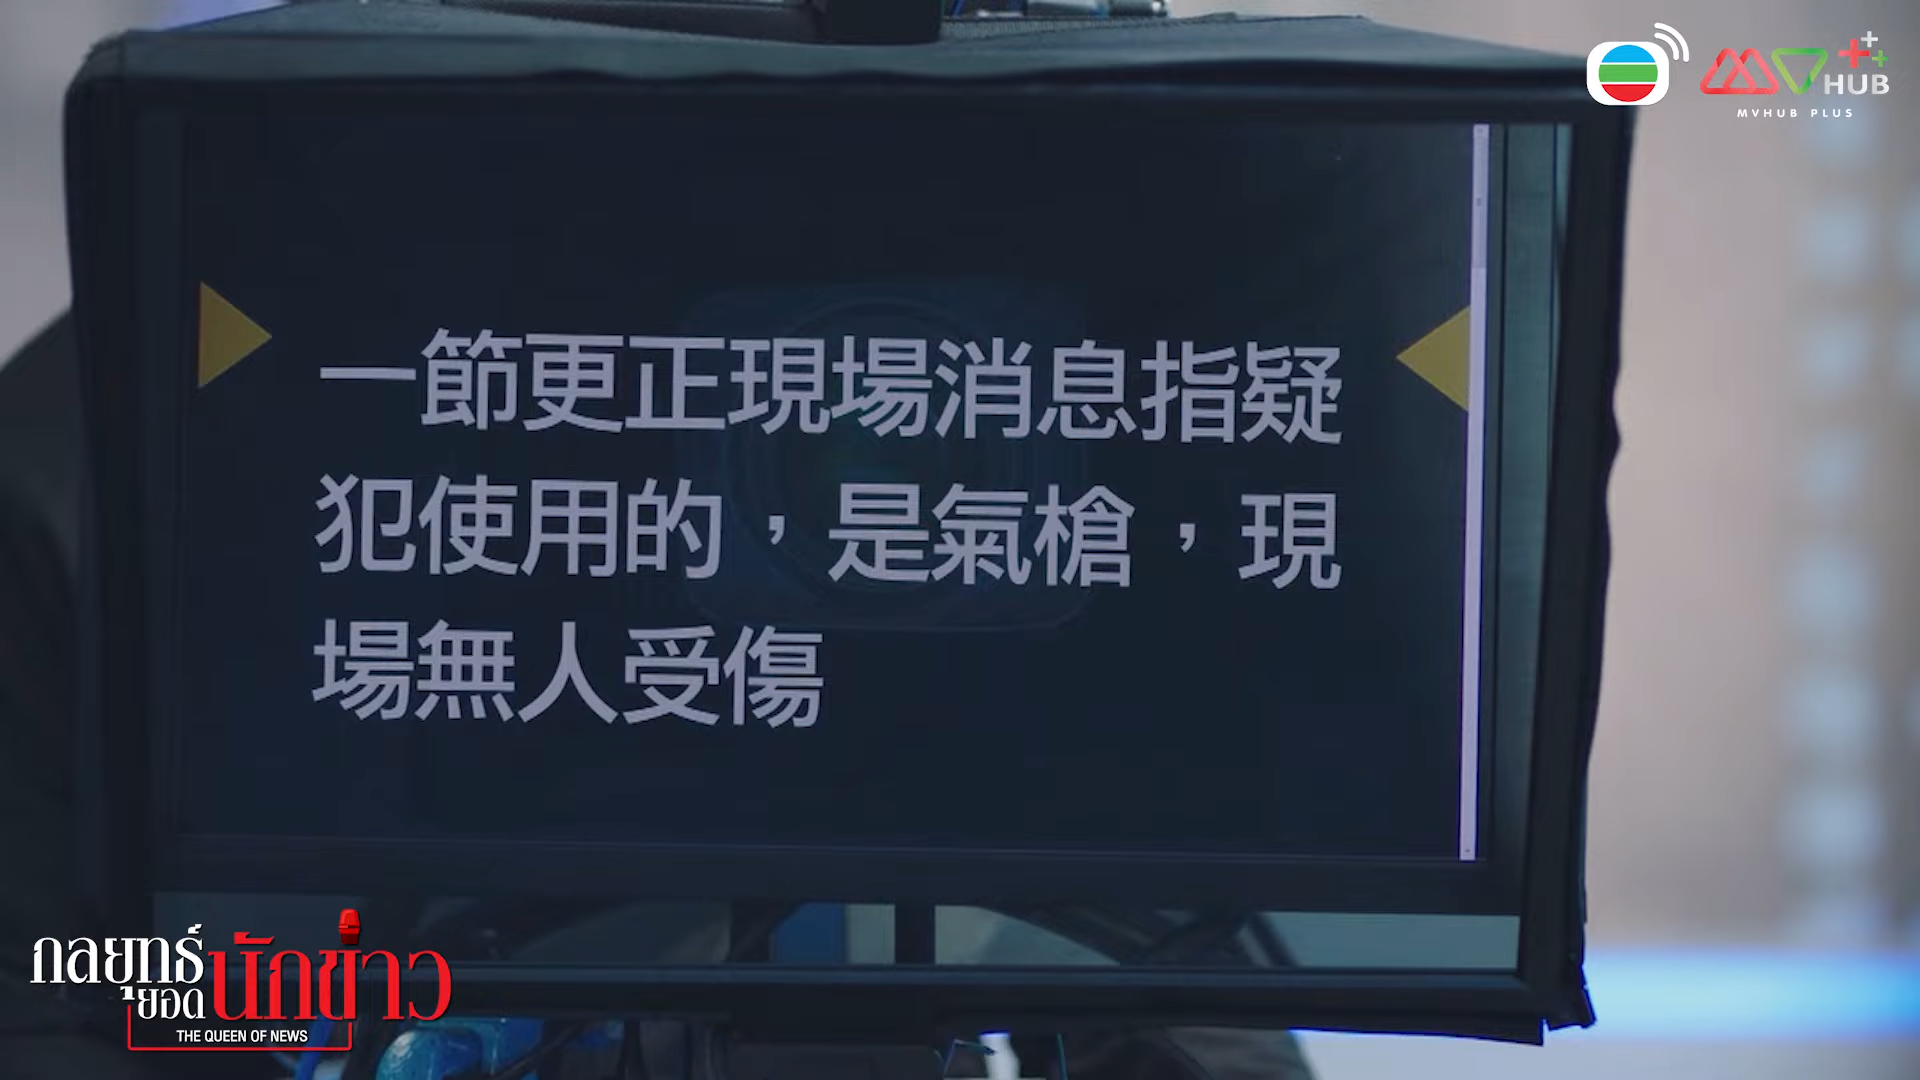 MVHUB
MVHUB PLUS
一節更正現場消息指疑
犯使用的，是氣槍，現
場無人受傷
กลยุทธ์
ยอด
นักข่าว
THE QUEEN OF NEWS